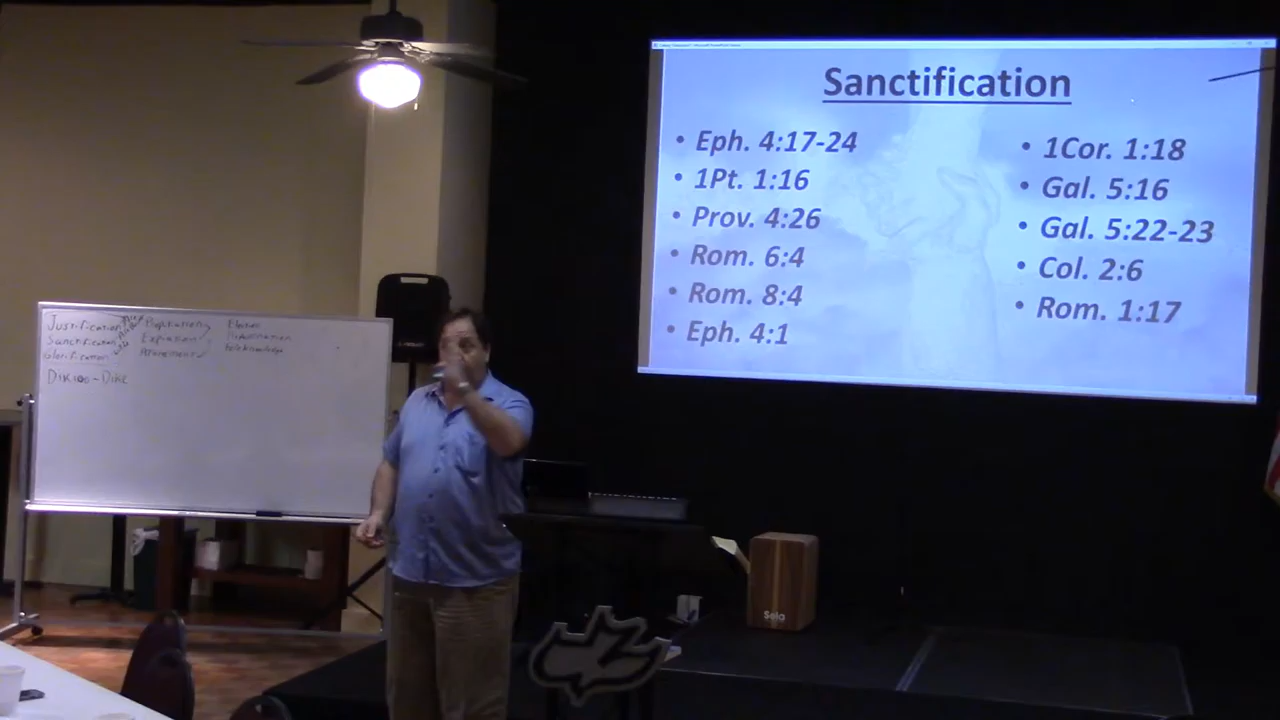 Sanctification
• Eph. 4:17-24
• 1Pt. 1:16
• Prov. 4:26
• Rom. 6:4
• Rom. 8:4
• Eph. 4:1
• 1Cor. 1:18
• Gal. 5:16
• Gal. 5:22-23
• Col. 2:6
• Rom. 1:17
Justification
Sanctification
Glorification
Propitiation
Expiation
Atonement
Election
Foreknowledge
Sela